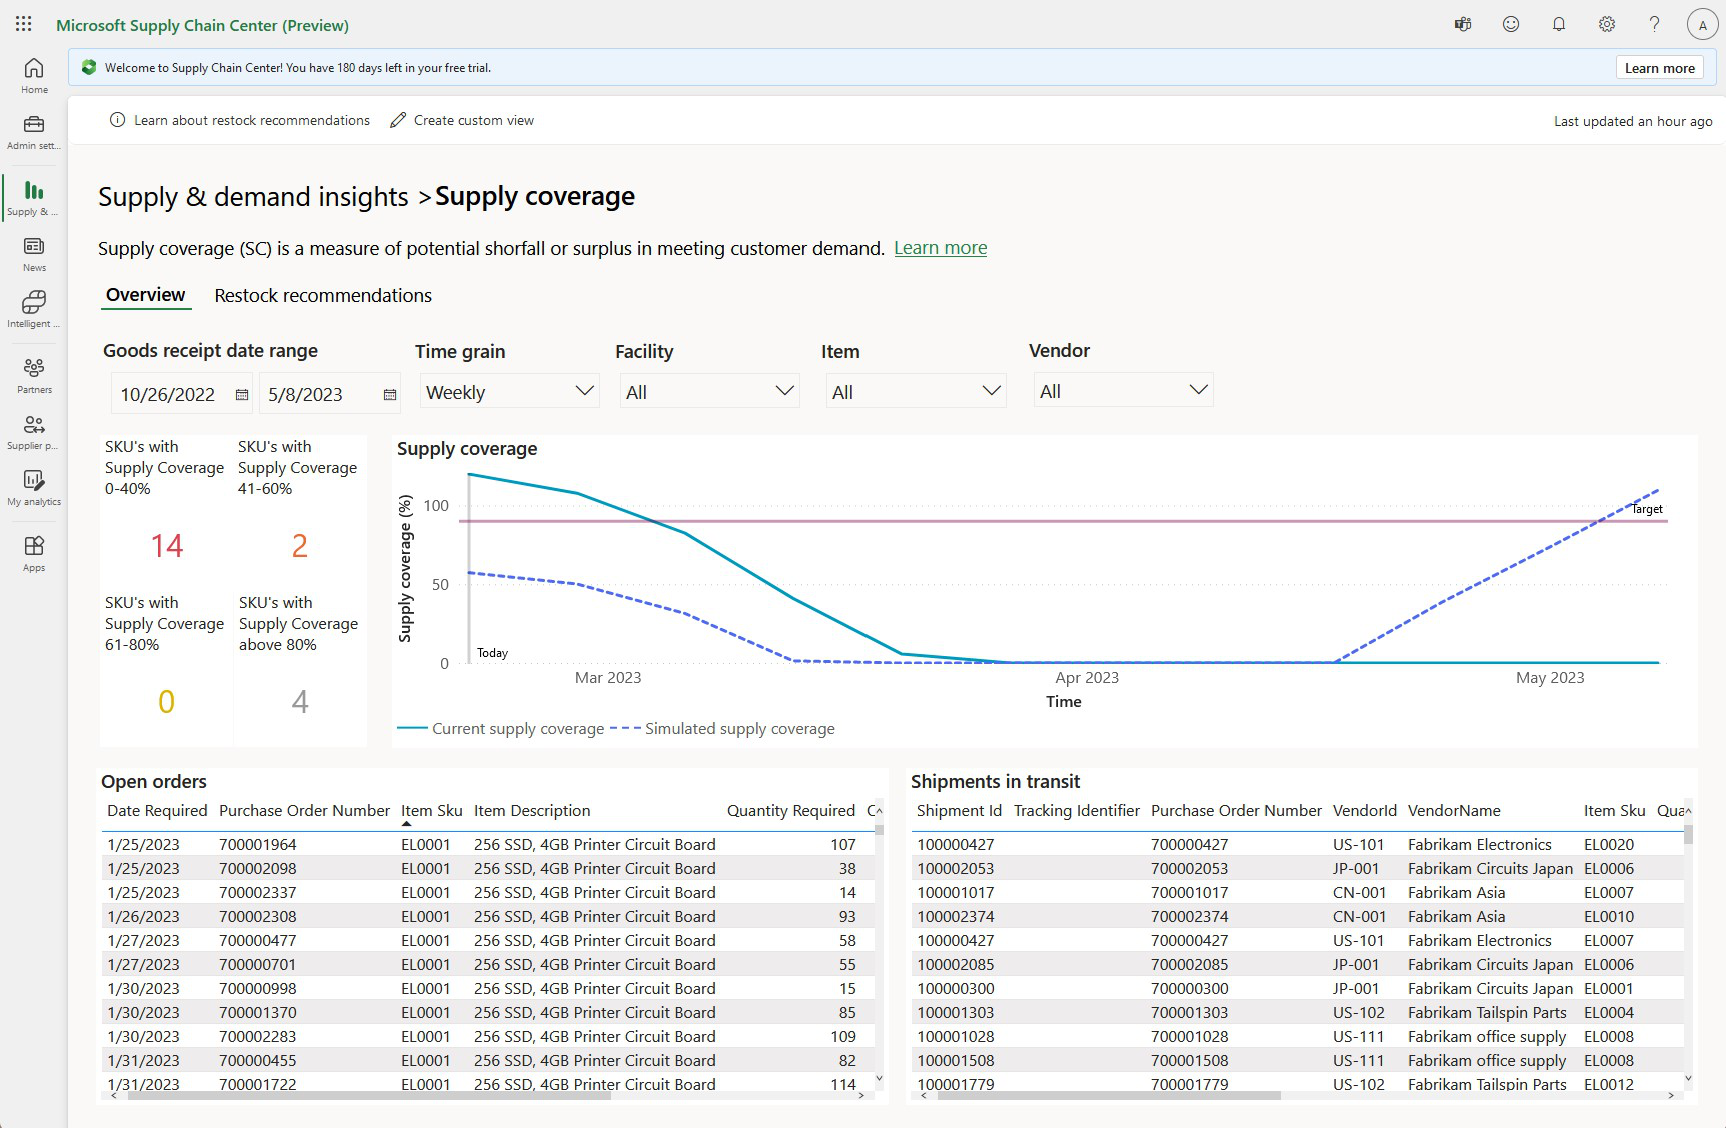 Microsoft Supply Chain Center (Preview)
A
Home
Welcome to Supply Chain Center! You have 180 days left in your free trial.
Learn more
Admin sett...
Learn about restock recommendations
Create custom view
Last updated an hour ago
Supply & ...
News
Intelligent ...
Partners
Supplier p...
My analytics
Apps
Supply & demand insights >Supply coverage
Supply coverage (SC) is a measure of potential shorfall or surplus in meeting customer demand. Learn more
Overview Restock recommendations
Goods receipt date range Time grain Facility Item Vendor
10/26/2022 5/8/2023 Weekly All All All
SKU's with
Supply Coverage
0-40%
14
SKU's with
Supply Coverage
41-60%
2
SKU's with
Supply Coverage
61-80%
0
SKU's with
Supply Coverage
above 80%
4
Supply coverage
Supply coverage (%)
100
50
0
Target
Today
Mar 2023 Apr 2023 May 2023
Time
Current supply coverage Simulated supply coverage
Open orders
Date Required Purchase Order Number Item Sku Item Description Quantity Required C
1/25/2023 700001964 EL0001 256 SSD, 4GB Printer Circuit Board 107
1/25/2023 700002098 EL0001 256 SSD, 4GB Printer Circuit Board 38
1/25/2023 700002337 EL0001 256 SSD, 4GB Printer Circuit Board 14
1/26/2023 700002308 EL0001 256 SSD, 4GB Printer Circuit Board 93
1/27/2023 700000477 EL0001 256 SSD, 4GB Printer Circuit Board 58
1/27/2023 700000701 EL0001 256 SSD, 4GB Printer Circuit Board 55
1/30/2023 700000998 EL0001 256 SSD, 4GB Printer Circuit Board 15
1/30/2023 700001370 EL0001 256 SSD, 4GB Printer Circuit Board 85
1/30/2023 700002283 EL0001 256 SSD, 4GB Printer Circuit Board 109
1/31/2023 700000455 EL0001 256 SSD, 4GB Printer Circuit Board 82
1/31/2023 700001722 EL0001 256 SSD, 4GB Printer Circuit Board 114
Shipments in transit
Shipment Id Tracking Identifier Purchase Order Number VendorId VendorName Item Sku Qua
100000427 700000427 US-101 Fabrikam Electronics EL0020
100002053 700002053 JP-001 Fabrikam Circuits Japan EL0006
100001017 700001017 CN-001 Fabrikam Asia EL0007
100002374 700002374 CN-001 Fabrikam Asia EL0010
100000427 700000427 US-101 Fabrikam Electronics EL0007
100002085 700002085 JP-001 Fabrikam Circuits Japan EL0006
100000300 700000300 JP-001 Fabrikam Circuits Japan EL0001
100001303 700001303 US-102 Fabrikam Tailspin Parts EL0004
100001028 700001028 US-111 Fabrikam office supply EL0008
100001508 700001508 US-111 Fabrikam office supply EL0008
100001779 700001779 US-102 Fabrikam Tailspin Parts EL0012